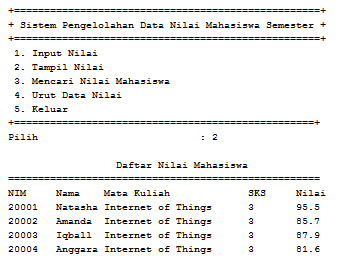 +===================================================+
+ Sistem Pengelolahan Data Nilai Mahasiswa Semester +
+===================================================+
1. Input Nilai
2. Tampil Nilai
3. Mencari Nilai Mahasiswa
4. Urut Data Nilai
5. Keluar
+==================================================+
Pilih : 2
Daftar Nilai Mahasiswa
====================================================
NIM Nama Mata Kuliah SKS Nilai
20001 Natasha Internet of Things 3 95.5
20002 Amanda Internet of Things 3 85.7
20003 Iqball Internet of Things 3 87.9
20004 Anggara Internet of Things 3 81.6